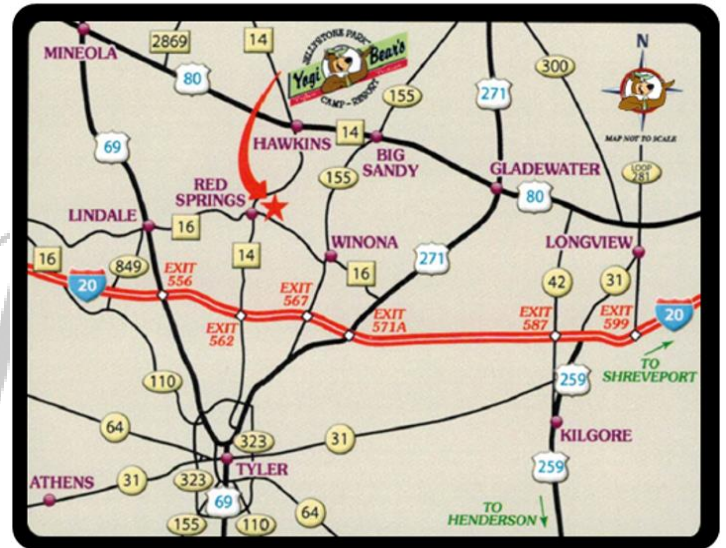 MINEOLA
2869
14
JELLYSTONE PARK
Yogi Bear's
CAMP-RESORT
80
155
271
300
N
MAP NOT TO SCALE
69
HAWKINS
14
BIG
SANDY
LOOP
281
RED
SPRINGS
155
GLADEWATER
80
LINDALE
16
WINONA
LONGVIEW
16
849
14
16
271
42
31
20
EXIT
556
EXIT
562
EXIT
567
EXIT
571A
EXIT
587
EXIT
599
20
TO
SHREVEPORT
110
259
64
323
31
KILGORE
TYLER
ATHENS
31
323
69
259
155
110
64
TO
HENDERSON